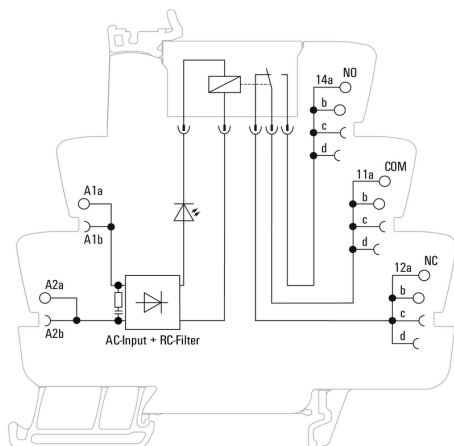 14a NO
b
c
d
11a COM
b
c
d
12a NC
b
c
d
A1a
A1b
A2a
A2b
AC-Input + RC-Filter